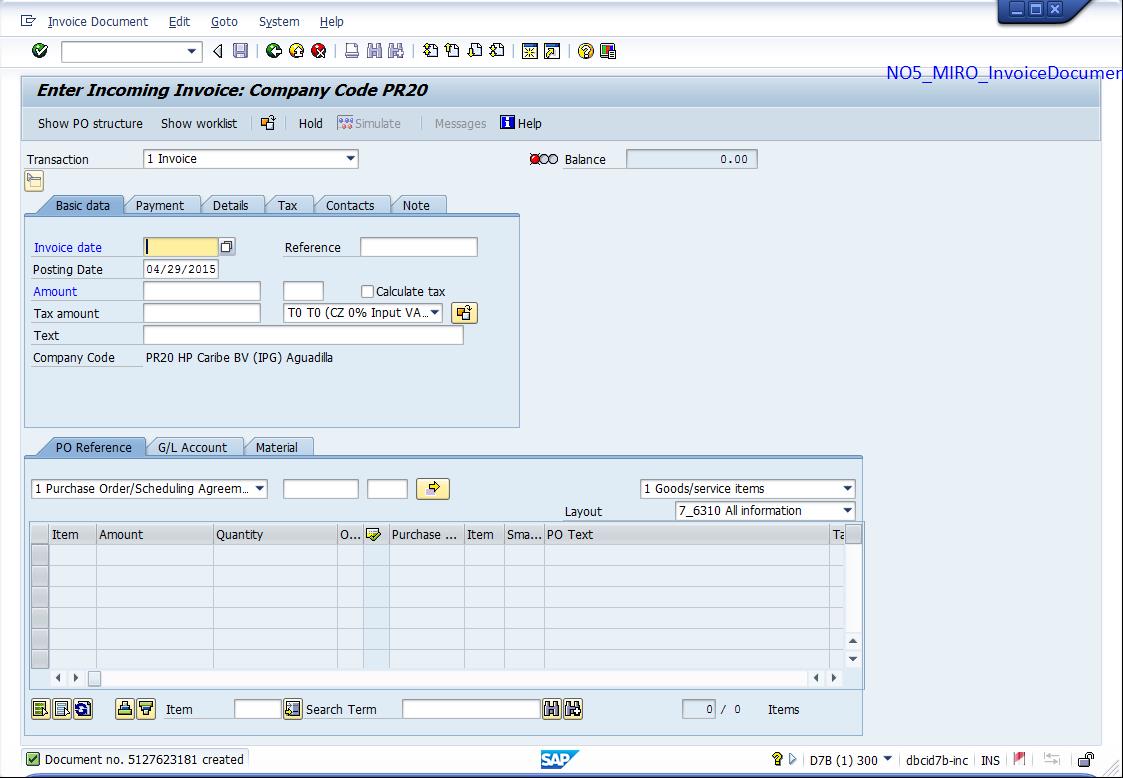 Invoice Document Edit Goto System Help
NO5_MIRO_InvoiceDocumen
Enter Incoming Invoice: Company Code PR20
Show PO structure Show worklist Hold Simulate Messages Help
Transaction 1 Invoice Balance 0.00
Basic data Payment Details Tax Contacts Note
Invoice date Reference
Posting Date 04/29/2015
Amount Calculate tax
Tax amount T0 T0 (CZ 0% Input VA...
Text
Company Code PR20 HP Caribe BV (IPG) Aguadilla
PO Reference G/L Account Material
1 Purchase Order/Scheduling Agreem... 1 Goods/service items
Layout 7_6310 All information
Item Amount Quantity O... Purchase ... Item Sma... PO Text Ta
Item Search Term 0 / 0 Items
Document no. 5127623181 created SAP D7B (1) 300 dbcid7b-inc INS